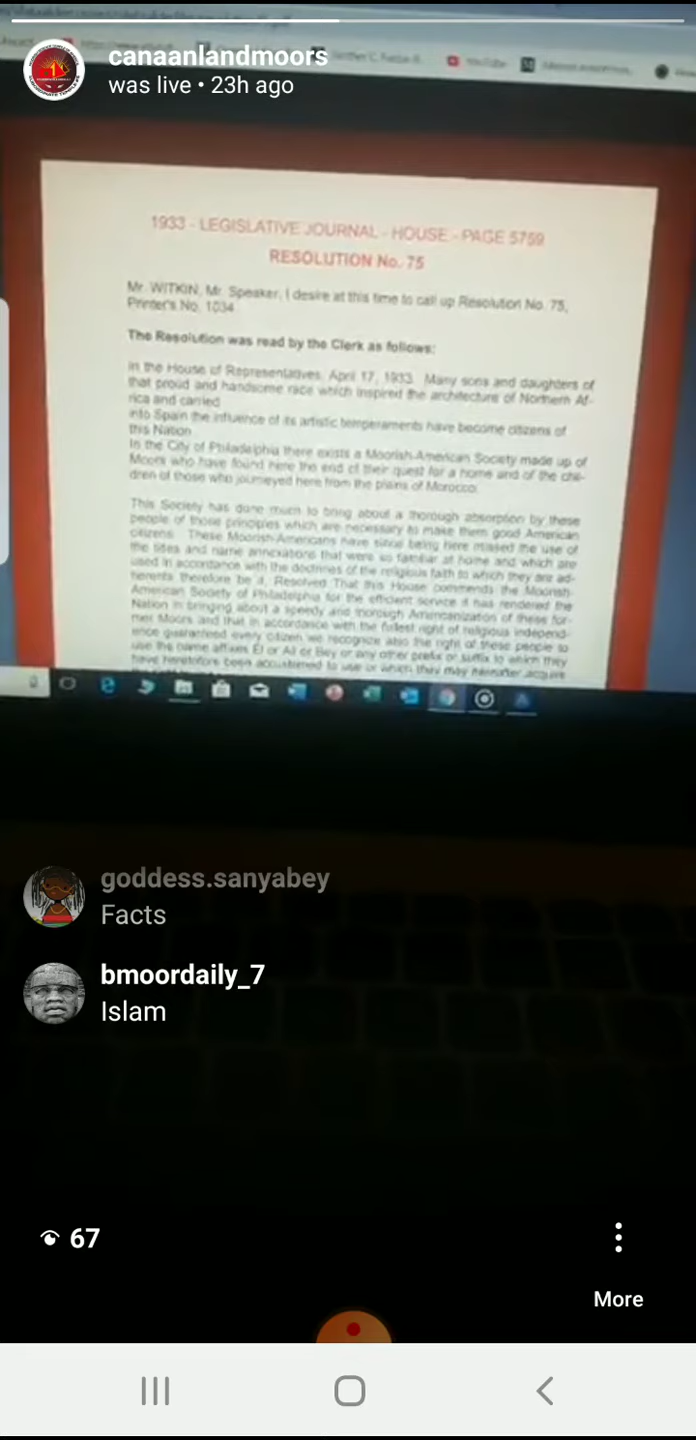 canaanlandmoors
was live • 23h ago
YouTube
1933 - LEGISLATIVE JOURNAL - HOUSE - PAGE 5759
RESOLUTION No. 75
Mr. WITKIN, Mr. Speaker, I desire at this time to call up Resolution No. 75,
Printer's No. 1034
The Resolution was read by the Clerk as follows:
In the House of Representatives, April 17, 1933. Many sons and daughters of
that proud and handsome race which inspired the architecture of Northern Af-
rica and carried
into Spain the influence of its artistic temperaments have become citizens of
this Nation.
In the City of Philadelphia there exists a Moorish-American Society made up of
Moors who have found here the end of their quest for a home and of the chil-
dren of those who journeyed here from the plains of Morocco.
This Society has done much to bring about a thorough absorption by these
people of those principles which are necessary to make them good American
citizens. These Moorish-Americans have since being here missed the use of
the titles and name annexations that were so familiar at home and which are
used in accordance with the doctrines of the religious faith to which they are ad-
herents therefore be it, Resolved That this House commends the Moorish-
American Society of Philadelphia for the efficient service it has rendered the
Nation in bringing about a speedy and thorough Americanization of these for-
mer Moors and that in accordance with the fullest right of religious independ-
ence guaranteed every citizen we recognize also the right of these people to
use the name affixes El or Ali or Bey or any other prefix or suffix to which they
have heretofore been accustomed to use or which they may hereafter acquire
goddess.sanyabey
Facts
bmoordaily_7
Islam
67
More